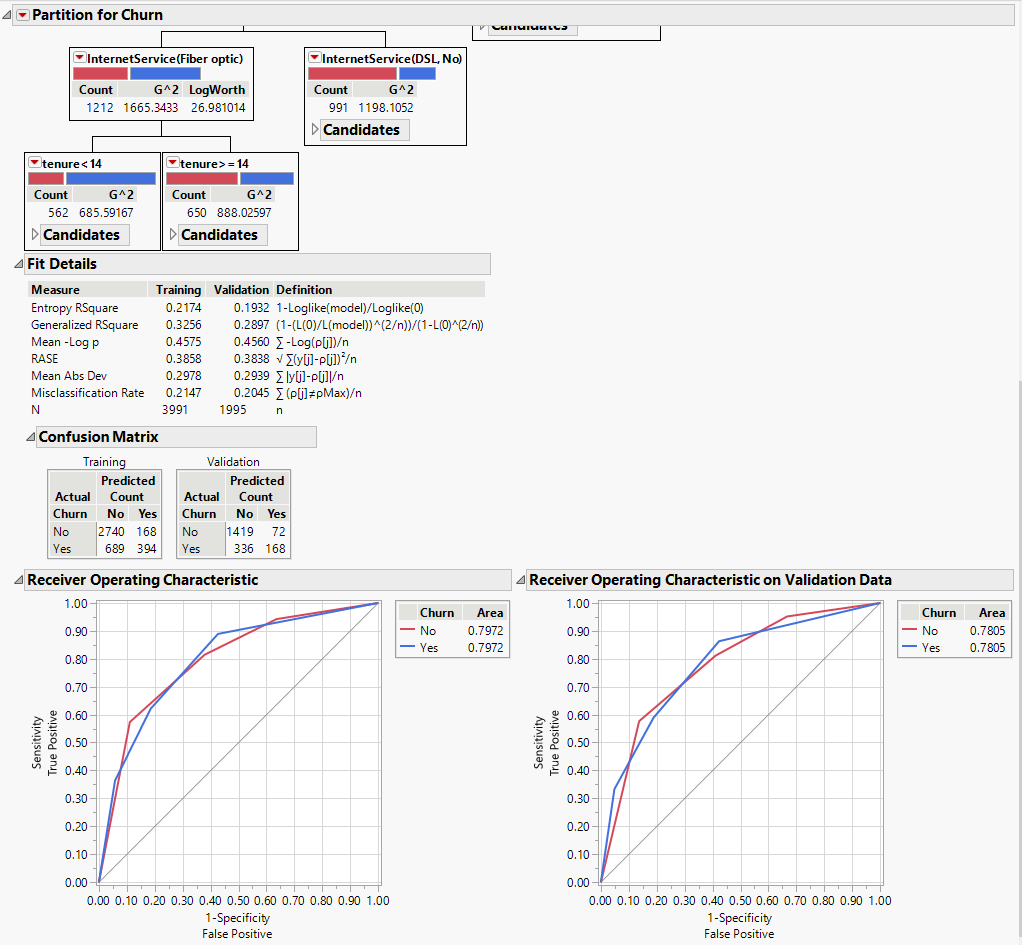 Partition for Churn
Candidates
InternetService(Fiber optic)
Count G^2 LogWorth
1212 1665.3433 26.981014
InternetService(DSL, No)
Count G^2
991 1198.1052
Candidates
tenure<14
Count G^2
562 685.59167
Candidates
tenure>=14
Count G^2
650 888.02597
Candidates
Fit Details
Measure Training Validation Definition
Entropy RSquare 0.2174 0.1932 1-Loglike(model)/Loglike(0)
Generalized RSquare 0.3256 0.2897 (1-(L(0)/L(model))^(2/n))/(1-L(0)^(2/n))
Mean -Log p 0.4575 0.4560 ∑ -Log(ρ[j])/n
RASE 0.3858 0.3838 √ ∑(y[j]-ρ[j])²/n
Mean Abs Dev 0.2978 0.2939 ∑ |y[j]-ρ[j]|/n
Misclassification Rate 0.2147 0.2045 ∑ (ρ[j]≠ρMax)/n
N 3991 1995 n
Confusion Matrix
Training
Predicted
Actual Count
Churn No Yes
No 2740 168
Yes 689 394
Validation
Predicted
Actual Count
Churn No Yes
No 1419 72
Yes 336 168
Receiver Operating Characteristic
1.00
0.90
0.80
0.70
0.60
0.50
0.40
0.30
0.20
0.10
0.00
Sensitivity
True Positive
0.00 0.10 0.20 0.30 0.40 0.50 0.60 0.70 0.80 0.90 1.00
1-Specificity
False Positive
Churn Area
No 0.7972
Yes 0.7972
Receiver Operating Characteristic on Validation Data
1.00
0.90
0.80
0.70
0.60
0.50
0.40
0.30
0.20
0.10
0.00
Sensitivity
True Positive
0.00 0.10 0.20 0.30 0.40 0.50 0.60 0.70 0.80 0.90 1.00
1-Specificity
False Positive
Churn Area
No 0.7805
Yes 0.7805